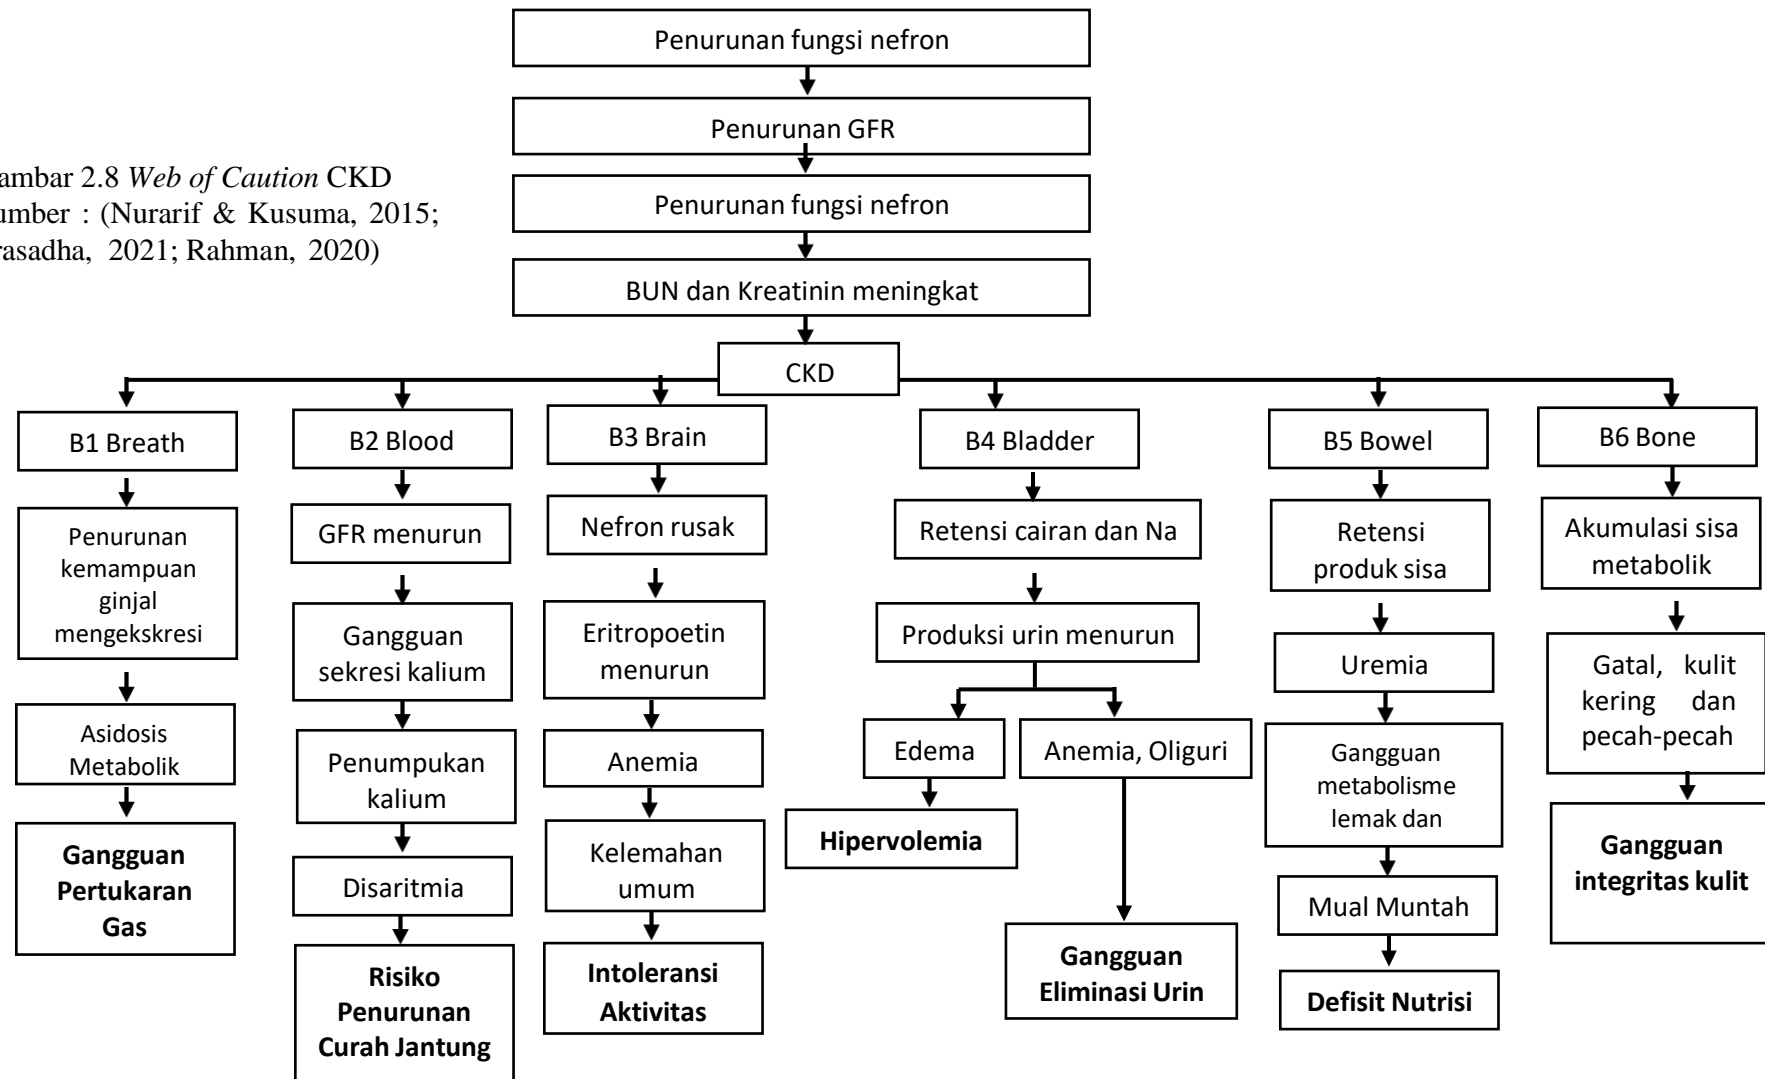 Penurunan fungsi nefron
Penurunan GFR
ambar 2.8 Web of Caution CKD
umber : (Nurarif & Kusuma, 2015;
rasadha, 2021; Rahman, 2020)
Penurunan fungsi nefron
BUN dan Kreatinin meningkat
CKD
B1 Breath
Penurunan
kemampuan
ginjal
mengekskresi
Asidosis
Metabolik
Gangguan
Pertukaran
Gas
B2 Blood
GFR menurun
Gangguan
sekresi kalium
Penumpukan
kalium
Disaritmia
Risiko
Penurunan
Curah Jantung
B3 Brain
Nefron rusak
Eritropoetin
menurun
Anemia
Kelemahan
umum
Intoleransi
Aktivitas
B4 Bladder
Retensi cairan dan Na
Produksi urin menurun
Edema
Hipervolemia
Anemia, Oliguri
Gangguan
Eliminasi Urin
B5 Bowel
Retensi
produk sisa
Uremia
Gangguan
metabolisme
lemak dan
Mual Muntah
Defisit Nutrisi
B6 Bone
Akumulasi sisa
metabolik
Gatal, kulit
kering dan
pecah-pecah
Gangguan
integritas kulit